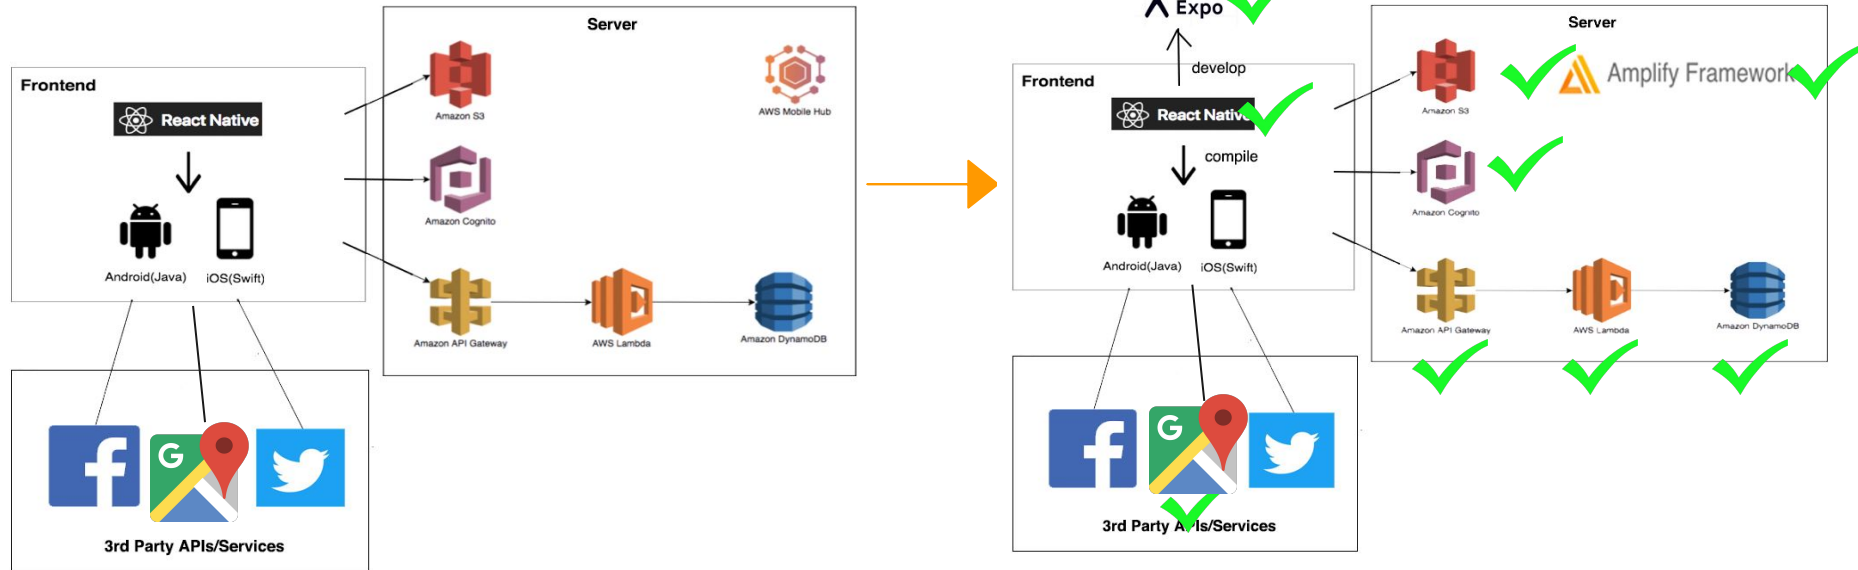 Server
Frontend
React Native
Amazon S3
AWS Mobile Hub
Amazon Cognito
Android(Java)
iOS(Swift)
Amazon API Gateway
AWS Lambda
Amazon DynamoDB
G
3rd Party APIs/Services
Expo
develop
Server
Frontend
React Native
compile
Amazon S3
Amplify Framework
Amazon Cognito
Android(Java)
iOS(Swift)
Amazon API Gateway
AWS Lambda
Amazon DynamoDB
G
3rd Party APIs/Services